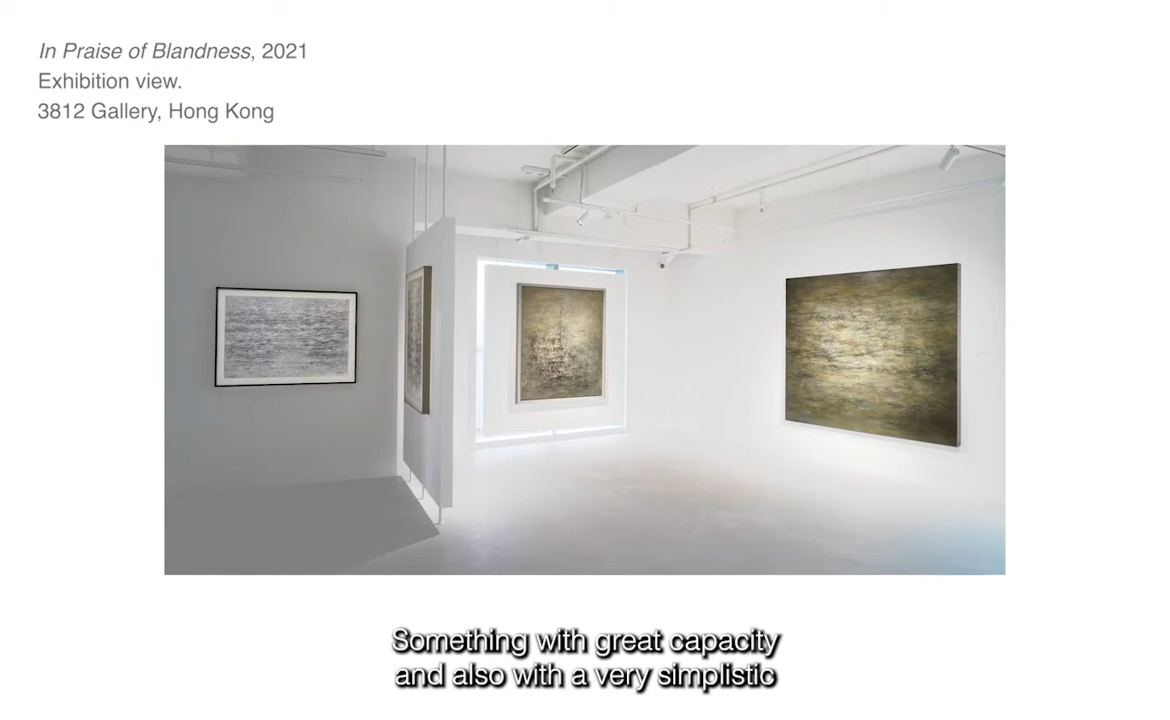 In Praise of Blandness, 2021
Exhibition view.
3812 Gallery, Hong Kong
Something with great capacity
and also with a very simplistic